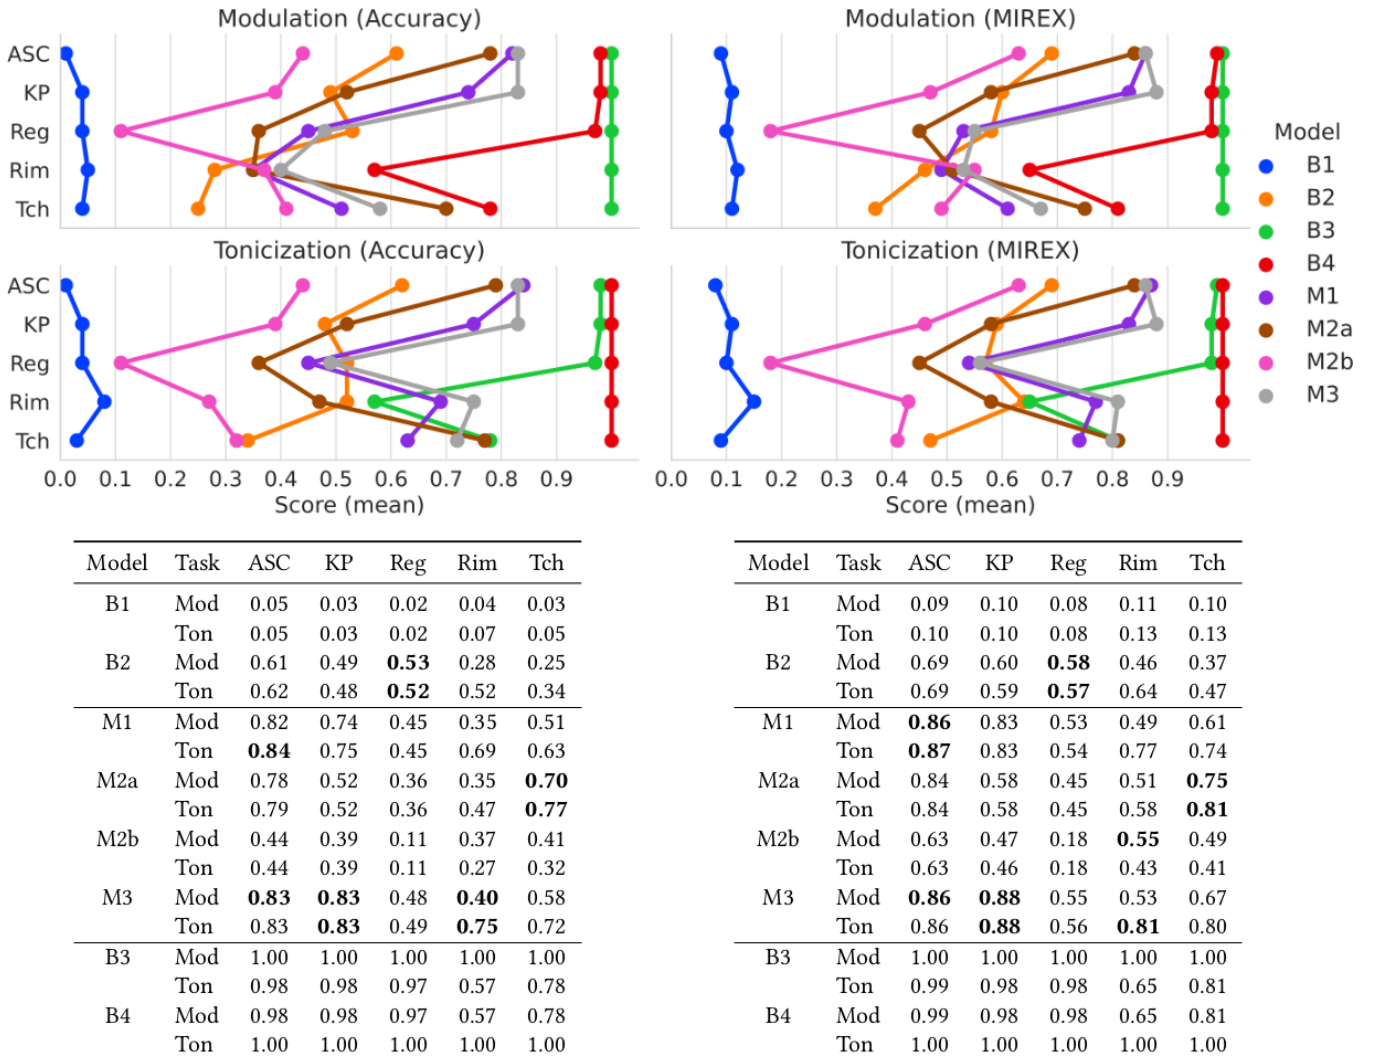 Modulation (Accuracy)
Modulation (MIREX)
ASC
KP
Reg
Rim
Tch
Tonicization (Accuracy)
Tonicization (MIREX)
ASC
KP
Reg
Rim
Tch
0.0 0.1 0.2 0.3 0.4 0.5 0.6 0.7 0.8 0.9
Score (mean)
0.0 0.1 0.2 0.3 0.4 0.5 0.6 0.7 0.8 0.9
Score (mean)
Model
B1
B2
B3
B4
M1
M2a
M2b
M3
Model Task ASC KP Reg Rim Tch
B1 Mod 0.05 0.03 0.02 0.04 0.03
Ton 0.05 0.03 0.02 0.07 0.05
B2 Mod 0.61 0.49 0.53 0.28 0.25
Ton 0.62 0.48 0.52 0.52 0.34
M1 Mod 0.82 0.74 0.45 0.35 0.51
Ton 0.84 0.75 0.45 0.69 0.63
M2a Mod 0.78 0.52 0.36 0.35 0.70
Ton 0.79 0.52 0.36 0.47 0.77
M2b Mod 0.44 0.39 0.11 0.37 0.41
Ton 0.44 0.39 0.11 0.27 0.32
M3 Mod 0.83 0.83 0.48 0.40 0.58
Ton 0.83 0.83 0.49 0.75 0.72
B3 Mod 1.00 1.00 1.00 1.00 1.00
Ton 0.98 0.98 0.97 0.57 0.78
B4 Mod 0.98 0.98 0.97 0.57 0.78
Ton 1.00 1.00 1.00 1.00 1.00
Model Task ASC KP Reg Rim Tch
B1 Mod 0.09 0.10 0.08 0.11 0.10
Ton 0.10 0.10 0.08 0.13 0.13
B2 Mod 0.69 0.60 0.58 0.46 0.37
Ton 0.69 0.59 0.57 0.64 0.47
M1 Mod 0.86 0.83 0.53 0.49 0.61
Ton 0.87 0.83 0.54 0.77 0.74
M2a Mod 0.84 0.58 0.45 0.51 0.75
Ton 0.84 0.58 0.45 0.58 0.81
M2b Mod 0.63 0.47 0.18 0.55 0.49
Ton 0.63 0.46 0.18 0.43 0.41
M3 Mod 0.86 0.88 0.55 0.53 0.67
Ton 0.86 0.88 0.56 0.81 0.80
B3 Mod 1.00 1.00 1.00 1.00 1.00
Ton 0.99 0.98 0.98 0.65 0.81
B4 Mod 0.99 0.98 0.98 0.65 0.81
Ton 1.00 1.00 1.00 1.00 1.00